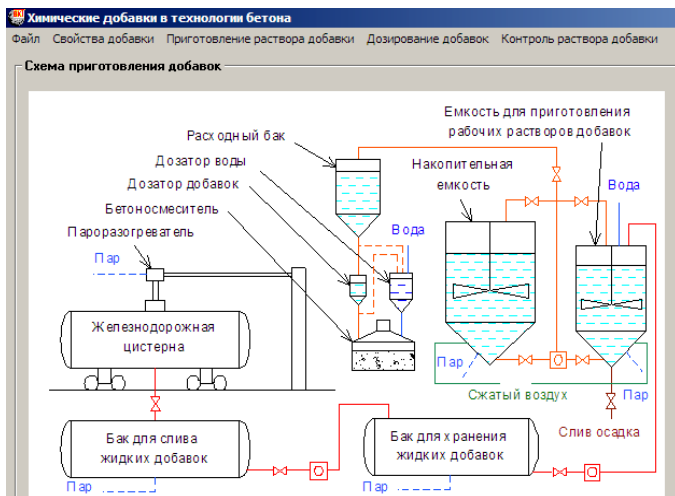 Химические добавки в технологии бетона
Файл Свойства добавки Приготовление раствора добавки Дозирование добавок Контроль раствора добавки
Схема приготовления добавок
Емкость для приготовления
рабочих растворов добавок
Расходный бак
Дозатор воды
Накопительная
емкость
Дозатор добавок
Вода
Бетоносмеситель
Пароразогреватель
Вода
Пар
Железнодорожная
цистерна
Пар
Сжатый воздух
Пар
Слив осадка
Бак для слива
жидких добавок
Бак для хранения
жидких добавок
Пар
Пар